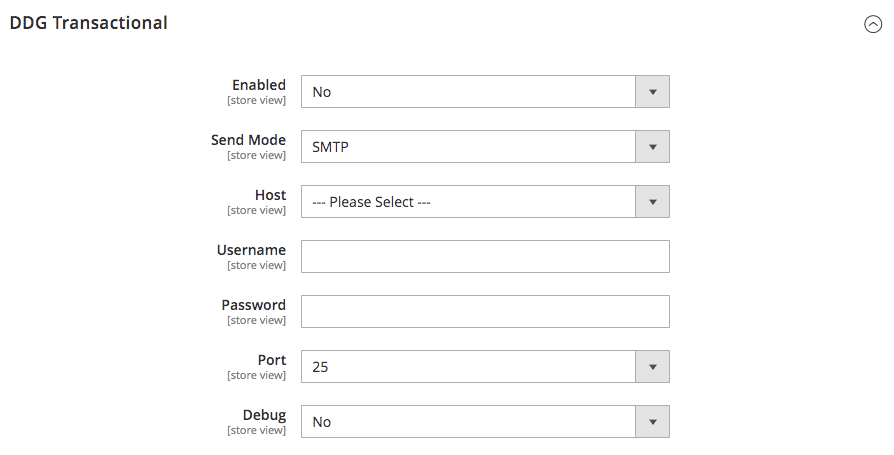 DDG Transactional
Enabled
[store view]
No
Send Mode
[store view]
SMTP
Host
[store view]
--- Please Select ---
Username
[store view]
Password
[store view]
Port
[store view]
25
Debug
[store view]
No